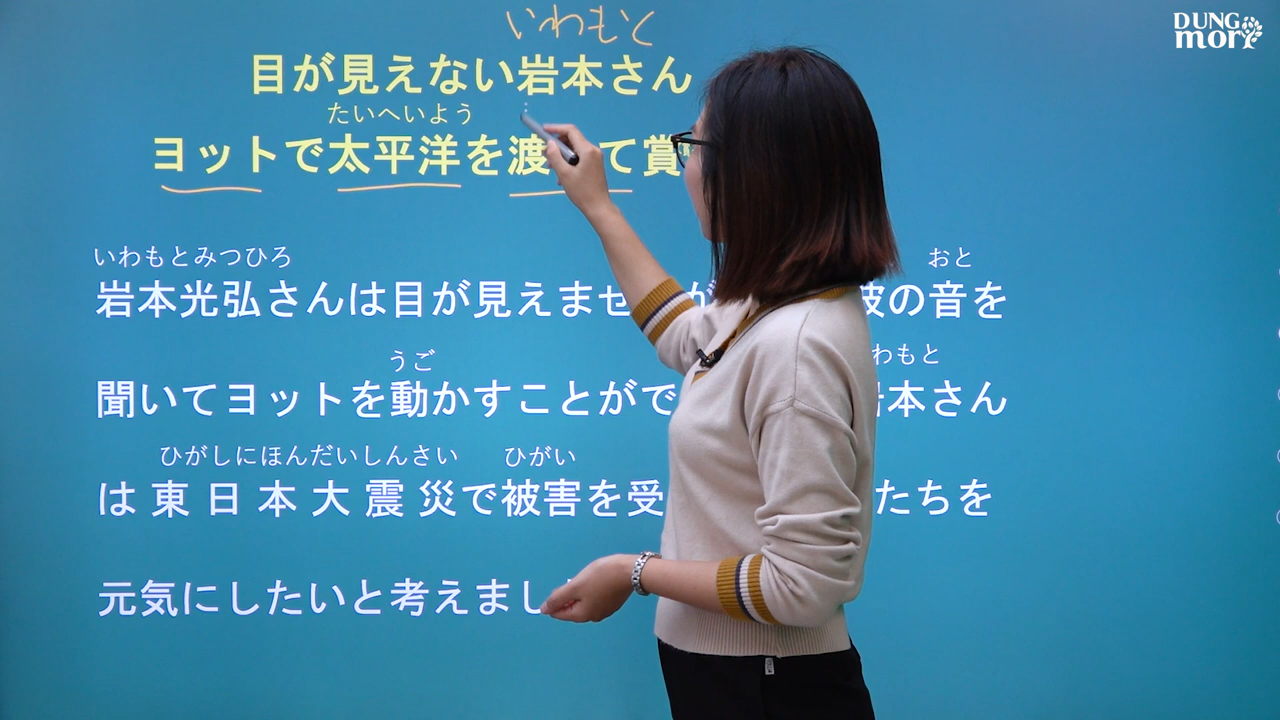 DUNG
mori
いわもと
目が見えない岩本さん
たいへいよう
ヨットで太平洋を渡 て賞
いわもとみつひろ おと
岩本光弘さんは目が見えませ が 波の音を
うご わもと
聞いてヨットを動かすことがで 岩本さん
ひがしにほんだいしんさい ひがい
は東日本大震災で被害を受 たちを
元気にしたいと考えまし